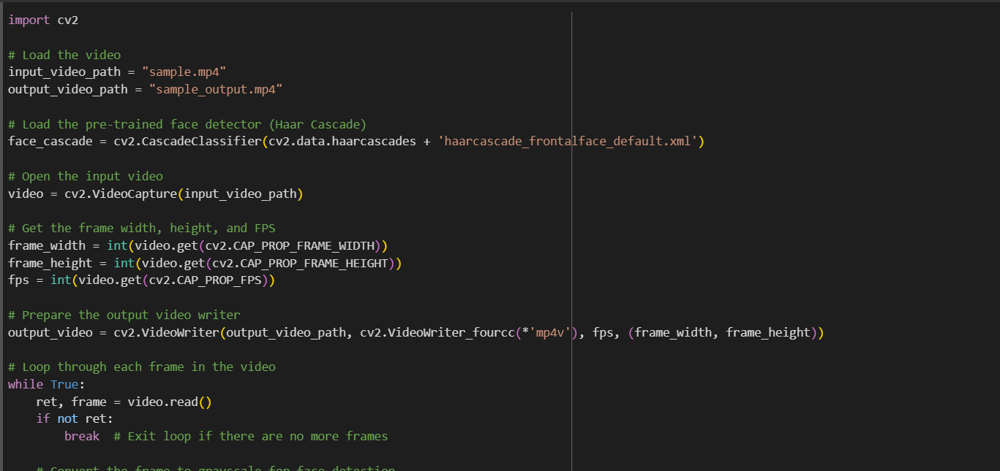 import cv2
# Load the video
input_video_path = "sample.mp4"
output_video_path = "sample_output.mp4"
# Load the pre-trained face detector (Haar Cascade)
face_cascade = cv2.CascadeClassifier(cv2.data.haarcascades + 'haarcascade_frontalface_default.xml')
# Open the input video
video = cv2.VideoCapture(input_video_path)
# Get the frame width, height, and FPS
frame_width = int(video.get(cv2.CAP_PROP_FRAME_WIDTH))
frame_height = int(video.get(cv2.CAP_PROP_FRAME_HEIGHT))
fps = int(video.get(cv2.CAP_PROP_FPS))
# Prepare the output video writer
output_video = cv2.VideoWriter(output_video_path, cv2.VideoWriter_fourcc(*'mp4v'), fps, (frame_width, frame_height))
# Loop through each frame in the video
while True:
    ret, frame = video.read()
    if not ret:
        break  # Exit loop if there are no more frames
    # Convert the frame to grayscale for face detection